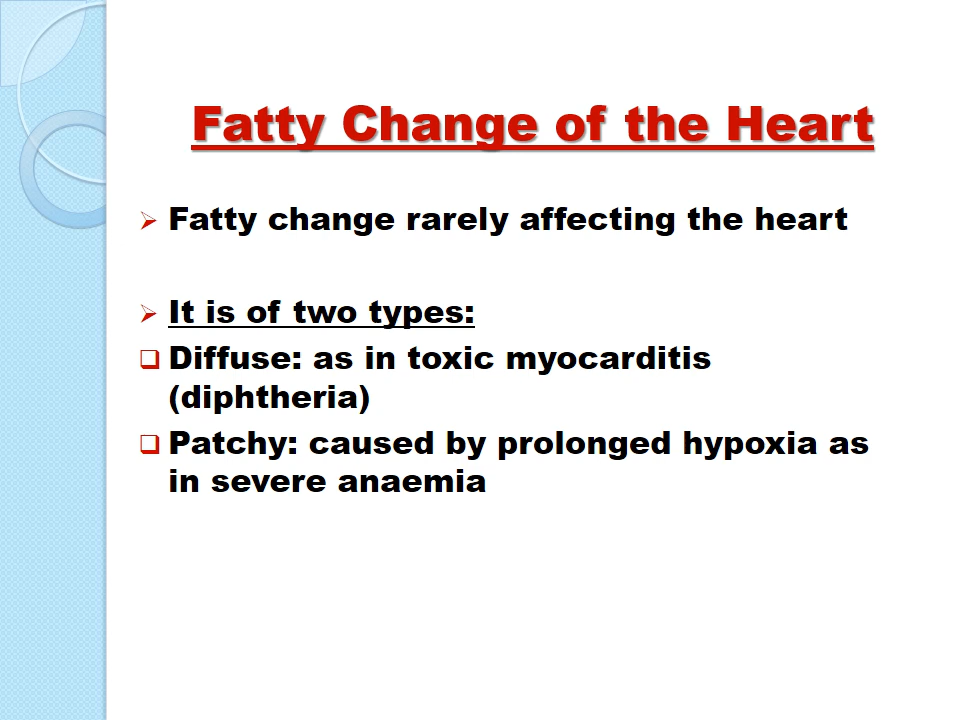 Fatty Change of the Heart
Fatty change rarely affecting the heart
It is of two types:
Diffuse: as in toxic myocarditis
(diphtheria)
Patchy: caused by prolonged hypoxia as
in severe anaemia